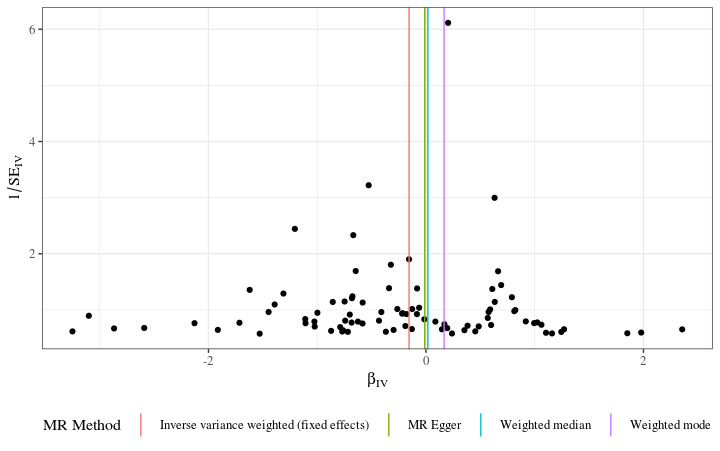 6
4
2
1/SE_IV
-2
0
2
β_IV
MR Method
Inverse variance weighted (fixed effects)
MR Egger
Weighted median
Weighted mode